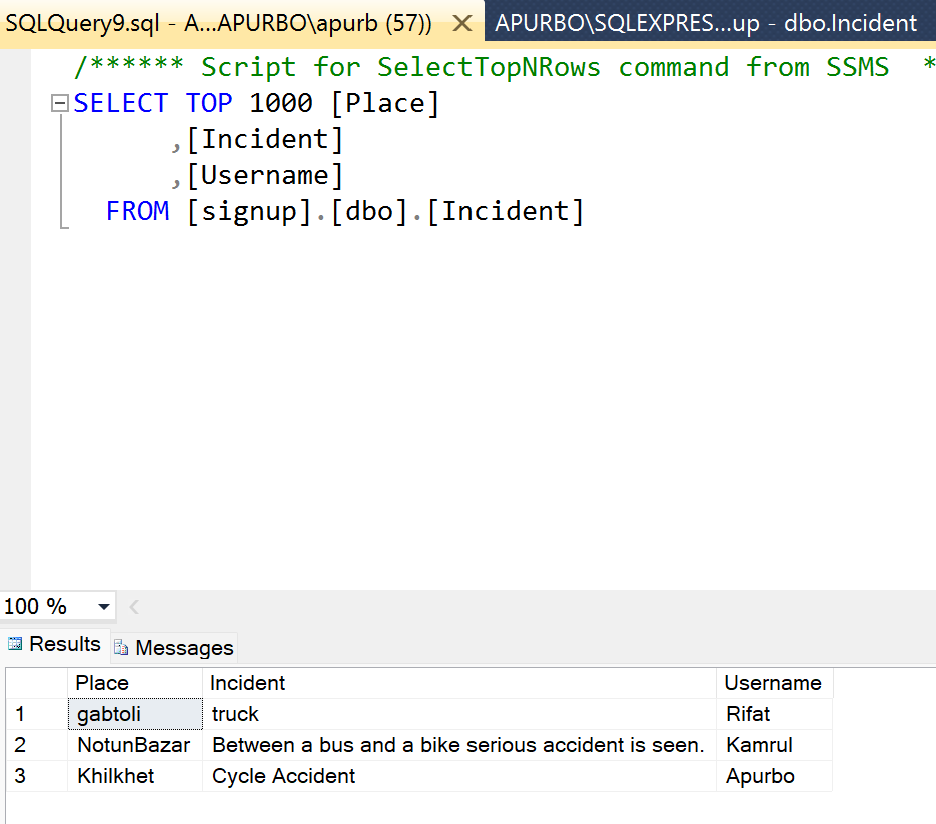 SQLQuery9.sql - A...APURBO\apurb (57)) APURBO\SQLEXPRES...up - dbo.Incident
/****** Script for SelectTopNRows command from SSMS *
SELECT TOP 1000 [Place]
,[Incident]
,[Username]
FROM [signup].[dbo].[Incident]
100 %
Results Messages
Place Incident Username
1 gabtoli truck Rifat
2 NotunBazar Between a bus and a bike serious accident is seen. Kamrul
3 Khilkhet Cycle Accident Apurbo